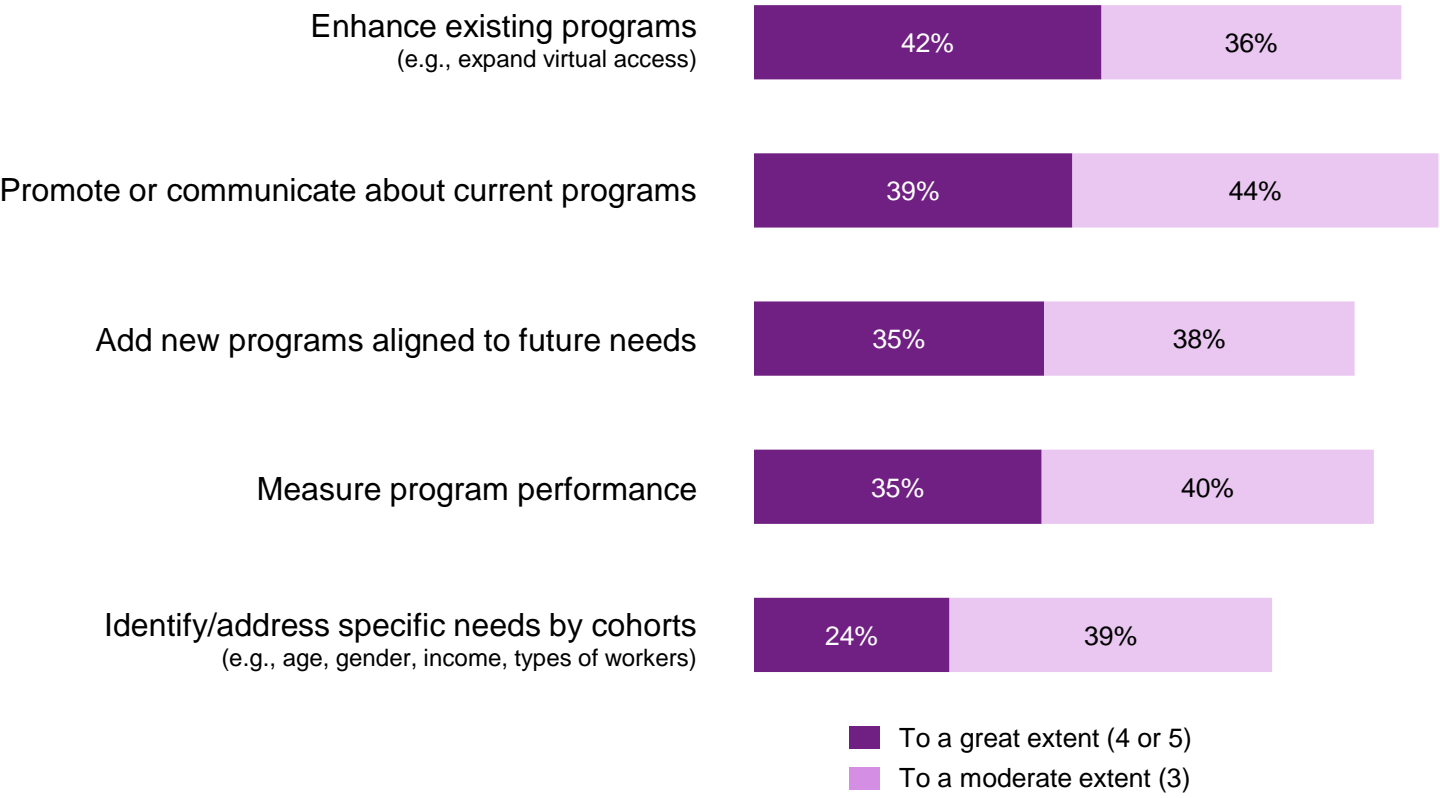 Enhance existing programs
(e.g., expand virtual access)
42%
36%
Promote or communicate about current programs
39%
44%
Add new programs aligned to future needs
35%
38%
Measure program performance
35%
40%
Identify/address specific needs by cohorts
(e.g., age, gender, income, types of workers)
24%
39%
To a great extent (4 or 5)
To a moderate extent (3)